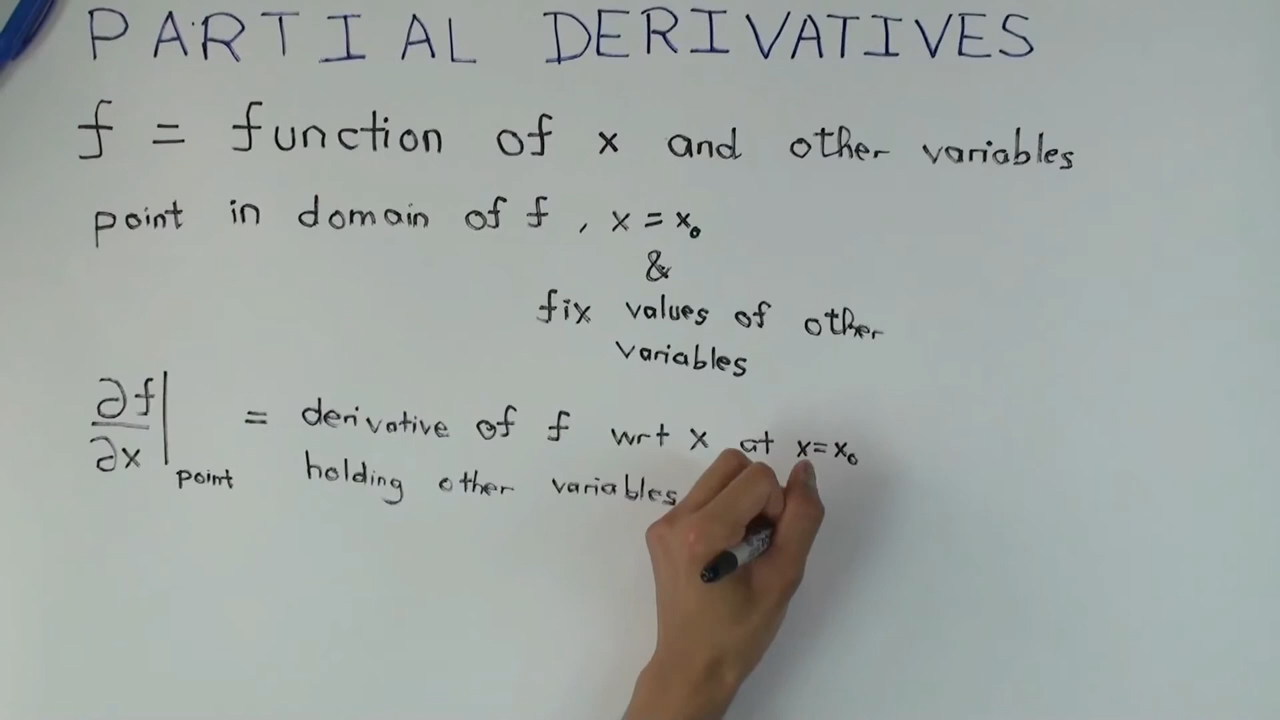 PARTIAL DERIVATIVES
f = function of x and other variables
point in domain of f , x = x₀
&
fix values of other
variables
∂f/∂x |point = derivative of f wrt x at x=x₀
holding other variables